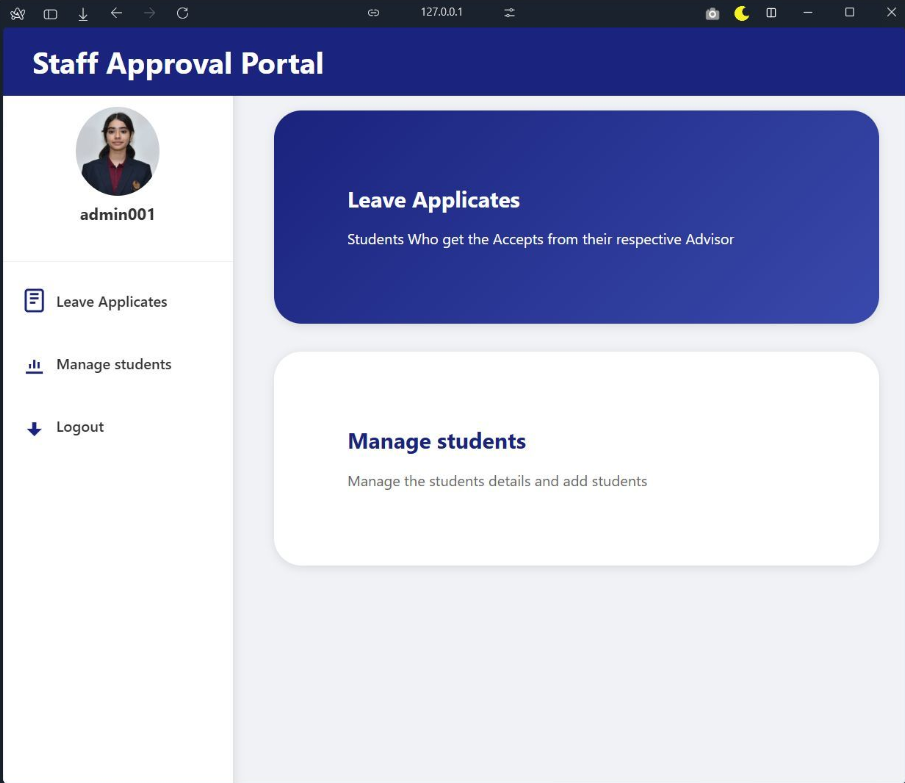 127.0.0.1
Staff Approval Portal
admin001
Leave Applicates
Manage students
Logout
Leave Applicates
Students Who get the Accepts from their respective Advisor
Manage students
Manage the students details and add students